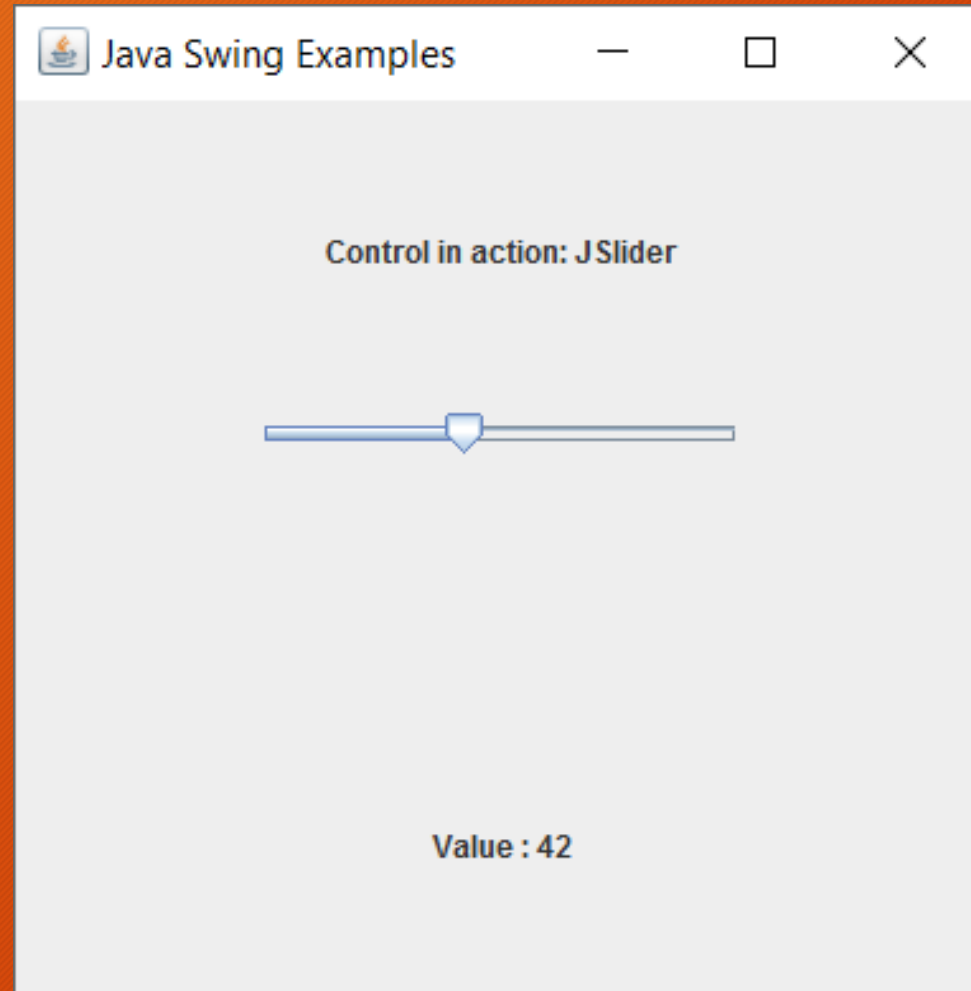 Java Swing Examples
Control in action: JSlider
Value : 42